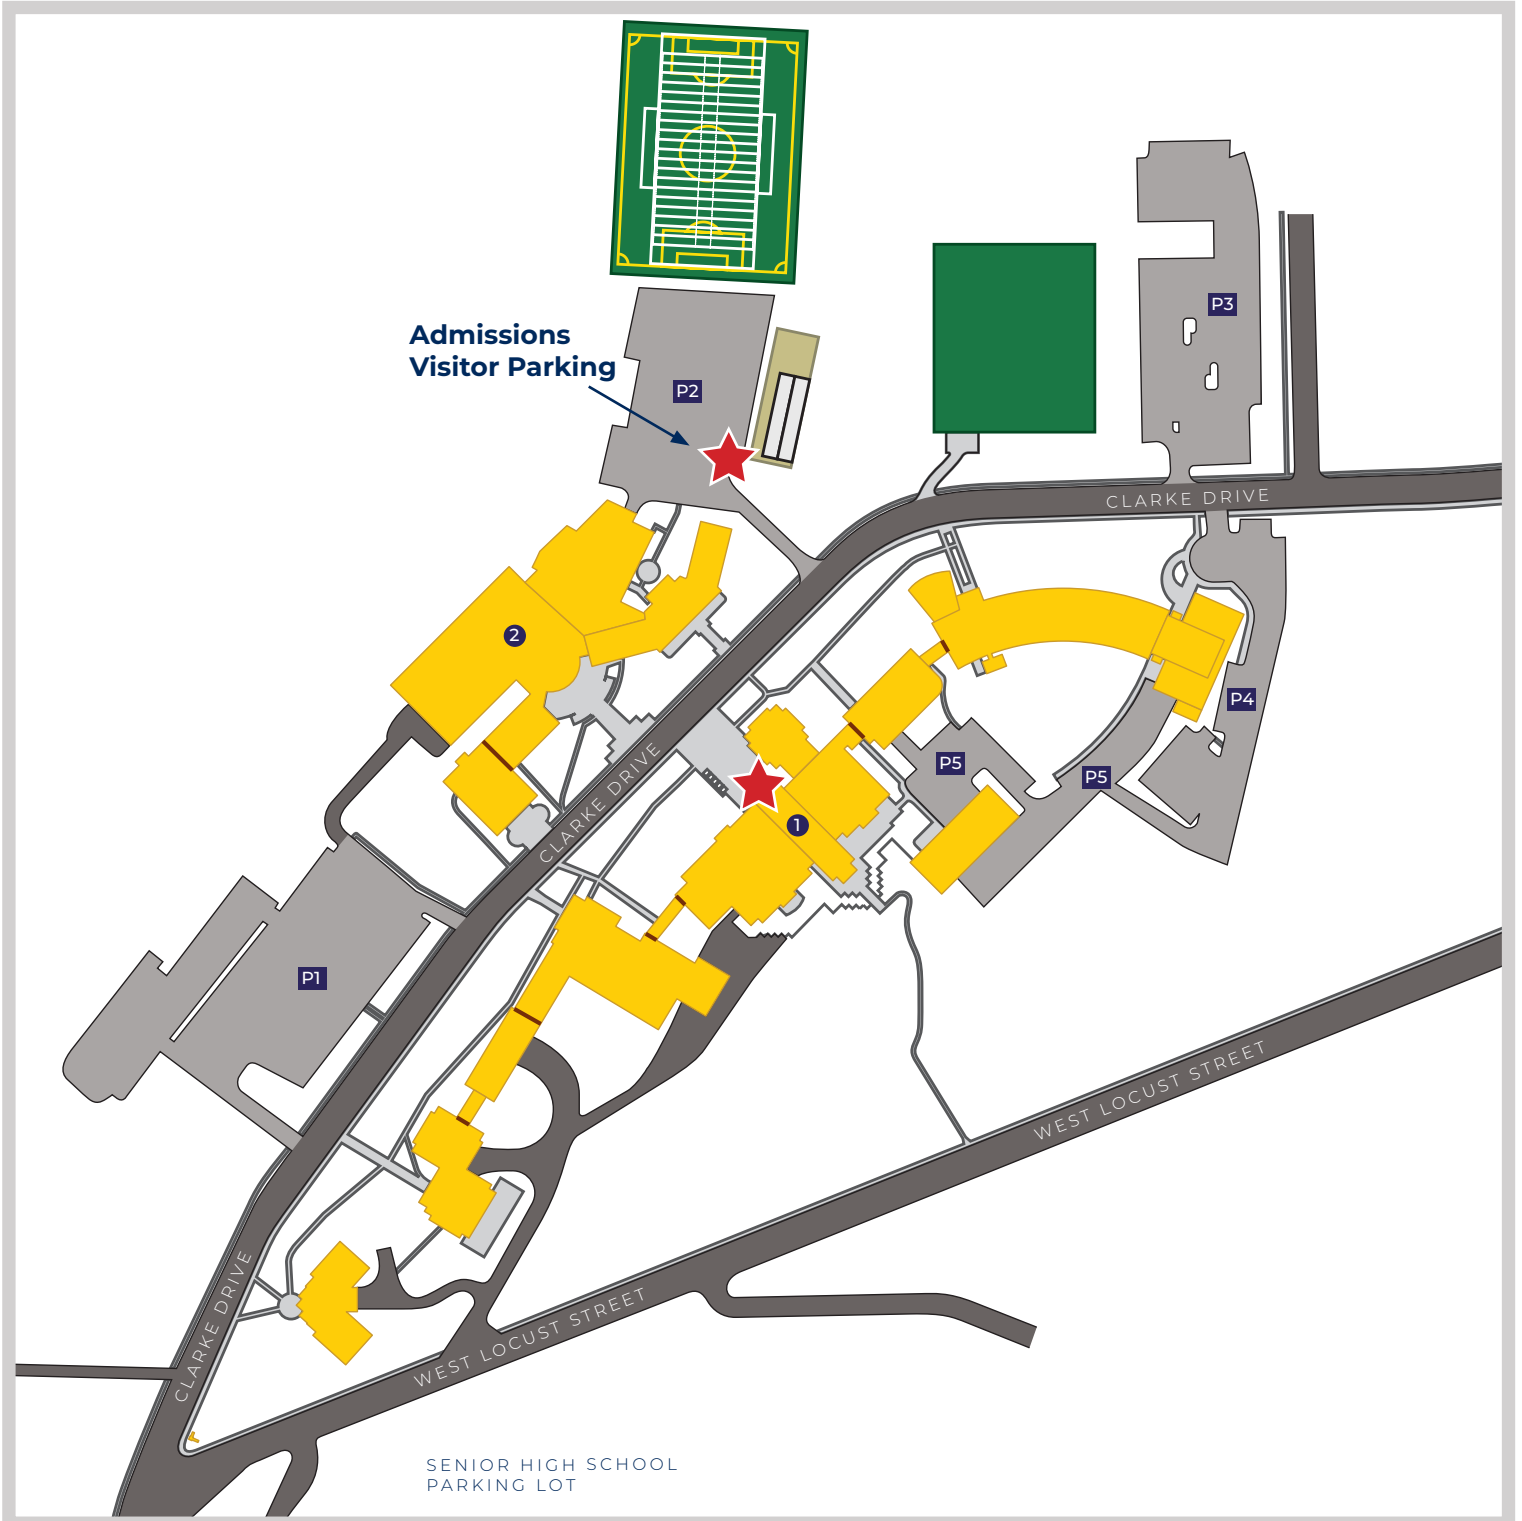 Admissions
Visitor Parking
P2
P3
CLARKE DRIVE
2
P4
P5
P5
1
CLARKE DRIVE
P1
WEST LOCUST STREET
CLARKE DRIVE
WEST LOCUST STREET
SENIOR HIGH SCHOOL
PARKING LOT